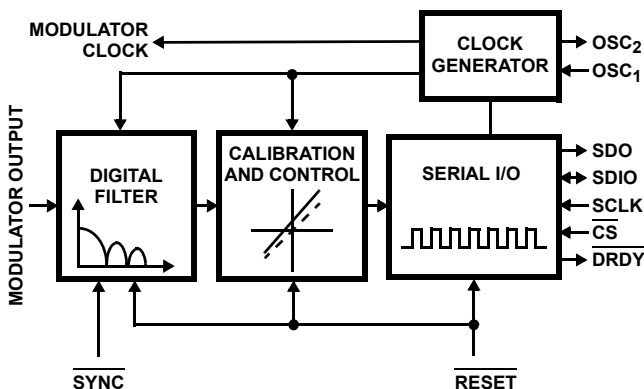 MODULATOR
CLOCK
CLOCK
GENERATOR
OSC₂
OSC₁
MODULATOR OUTPUT
DIGITAL
FILTER
CALIBRATION
AND CONTROL
SERIAL I/O
SDO
SDIO
SCLK
CS
DRDY
SYNC
RESET